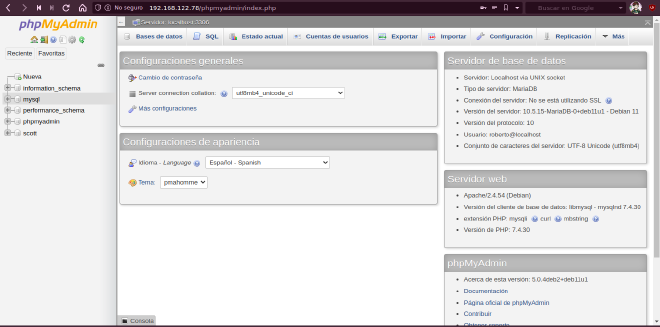 No seguro 192.168.122.76/phpmyadmin/index.php
Buscar en Google
phpMyAdmin
Reciente Favoritas
Nueva
information_schema
mysql
performance_schema
phpmyadmin
scott
Servidor: localhost:3306
Bases de datos SQL Estado actual Cuentas de usuarios Exportar Importar Configuración Replicación Más
Configuraciones generales
Cambio de contraseña
Server connection collation: utf8mb4_unicode_ci
Más configuraciones
Configuraciones de apariencia
Idioma - Language Español - Spanish
Tema: pmahomme
Servidor de base de datos
Servidor: Localhost via UNIX socket
Tipo de servidor: MariaDB
Conexión del servidor: No se está utilizando SSL
Versión del servidor: 10.5.15-MariaDB-0+deb11u1 - Debian 11
Versión del protocolo: 10
Usuario: roberto@localhost
Conjunto de caracteres del servidor: UTF-8 Unicode (utf8mb4)
Servidor web
Apache/2.4.54 (Debian)
Versión del cliente de base de datos: libmysql - mysqlnd 7.4.30
extensión PHP: mysqli curl mbstring
Versión de PHP: 7.4.30
phpMyAdmin
Acerca de esta versión: 5.0.4deb2+deb11u1
Documentación
Página oficial de phpMyAdmin
Contribuir
Obtener soporte
Consola